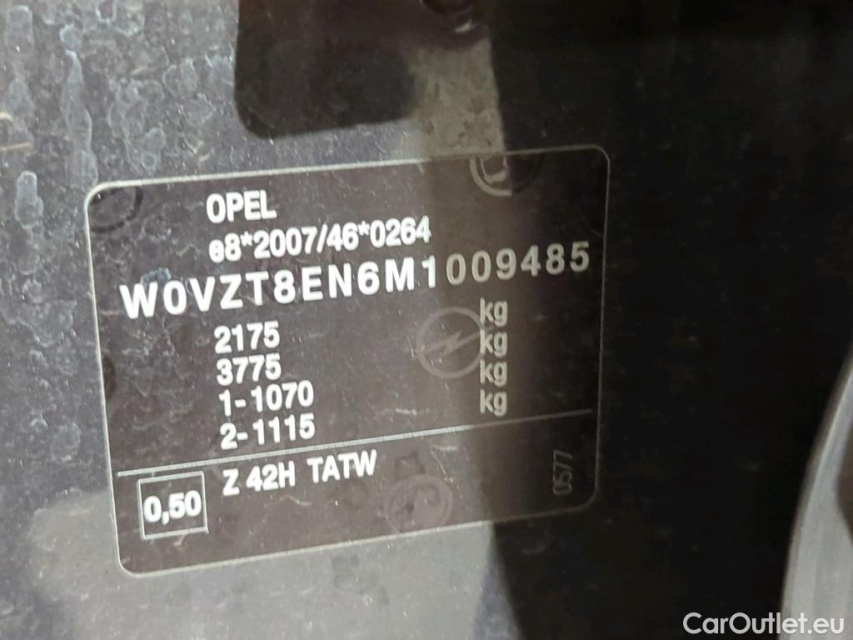 OPEL
e8*2007/46*0264
W0VZT8EN6M1009485
2175 kg
3775 kg
1-1070 kg
2-1115 kg
0,50 Z 42H TATW
0577
CarOutlet.eu